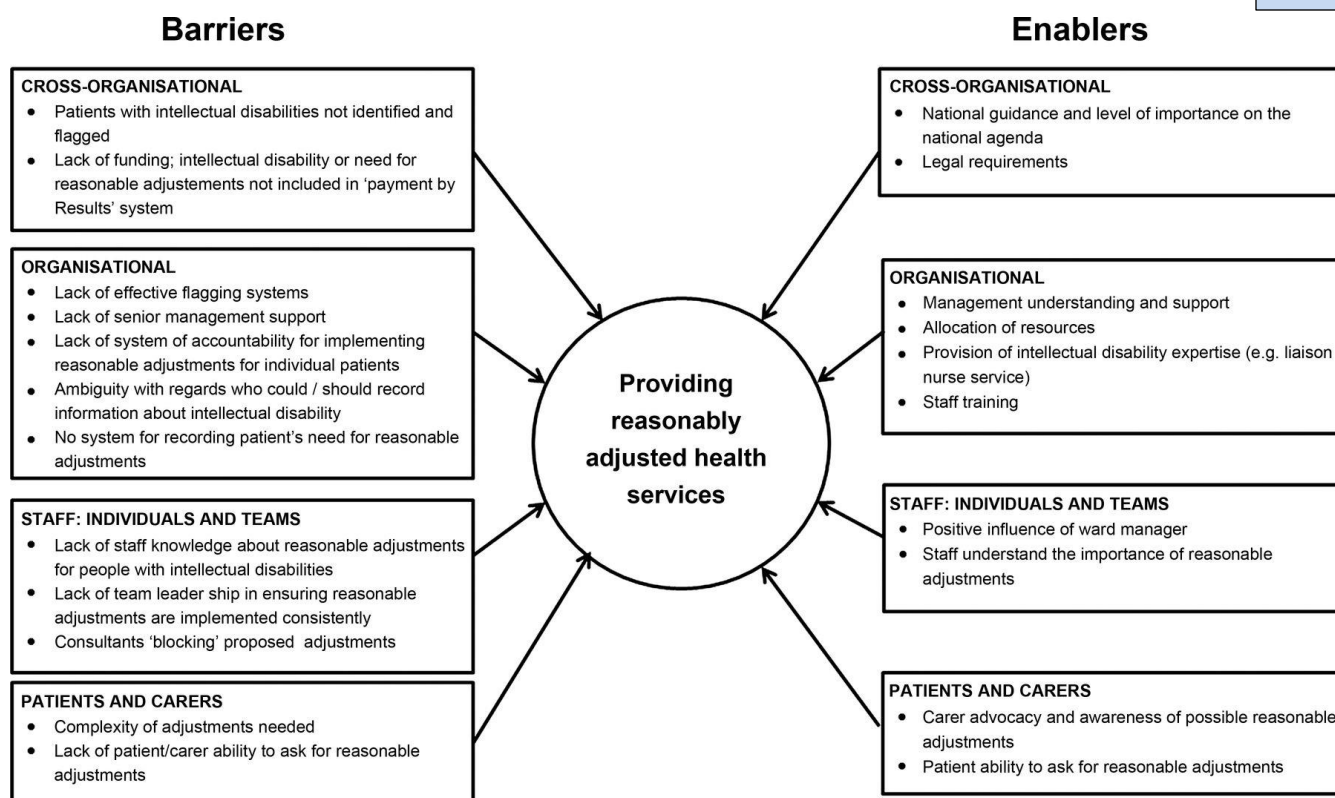 Barriers
CROSS-ORGANISATIONAL
• Patients with intellectual disabilities not identified and
flagged
• Lack of funding; intellectual disability or need for
reasonable adjustements not included in ‘payment by
Results’ system
ORGANISATIONAL
• Lack of effective flagging systems
• Lack of senior management support
• Lack of system of accountability for implementing
reasonable adjustments for individual patients
• Ambiguity with regards who could / should record
information about intellectual disability
• No system for recording patient’s need for reasonable
adjustments
STAFF: INDIVIDUALS AND TEAMS
• Lack of staff knowledge about reasonable adjustments
for people with intellectual disabilities
• Lack of team leader ship in ensuring reasonable
adjustments are implemented consistently
• Consultants ‘blocking’ proposed adjustments
PATIENTS AND CARERS
• Complexity of adjustments needed
• Lack of patient/carer ability to ask for reasonable
adjustments
Providing
reasonably
adjusted health
services
Enablers
CROSS-ORGANISATIONAL
• National guidance and level of importance on the
national agenda
• Legal requirements
ORGANISATIONAL
• Management understanding and support
• Allocation of resources
• Provision of intellectual disability expertise (e.g. liaison
nurse service)
• Staff training
STAFF: INDIVIDUALS AND TEAMS
• Positive influence of ward manager
• Staff understand the importance of reasonable
adjustments
PATIENTS AND CARERS
• Carer advocacy and awareness of possible reasonable
adjustments
• Patient ability to ask for reasonable adjustments